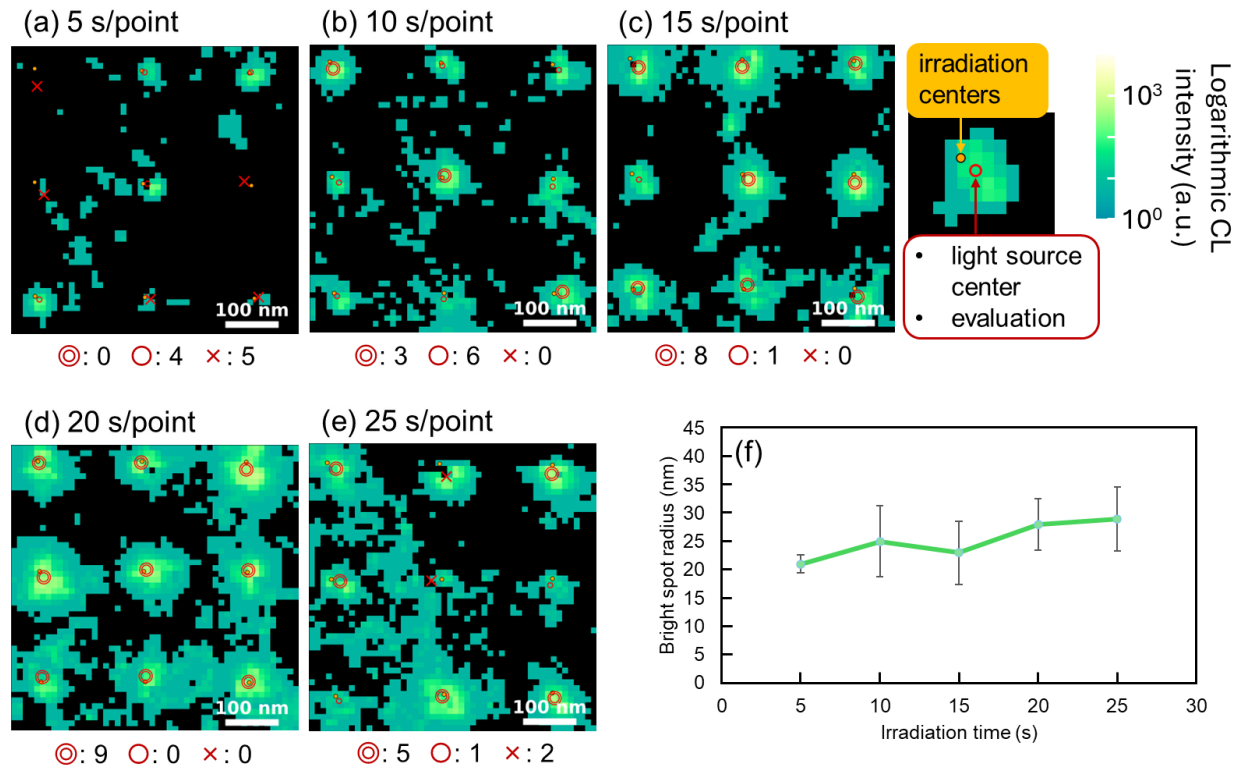 (a) 5 s/point
(b) 10 s/point
(c) 15 s/point
irradiation
centers
10³
10⁰
Logarithmic CL
intensity (a.u.)
• light source
center
• evaluation
100 nm
100 nm
100 nm
◎: 0 ○: 4 ×: 5
◎: 3 ○: 6 ×: 0
◎: 8 ○: 1 ×: 0
(d) 20 s/point
(e) 25 s/point
100 nm
100 nm
◎: 9 ○: 0 ×: 0
◎: 5 ○: 1 ×: 2
(f)
Bright spot radius (nm)
45
40
35
30
25
20
15
10
5
0
0 5 10 15 20 25 30
Irradiation time (s)